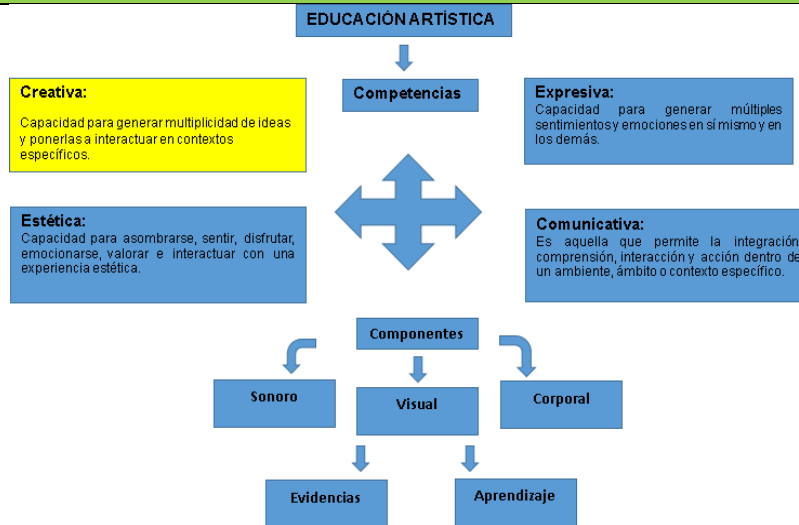 EDUCACIÓN ARTÍSTICA
Competencias
Creativa:
Capacidad para generar multiplicidad de ideas
y ponerlas a interactuar en contextos
específicos.
Expresiva:
Capacidad para generar múltiples
sentimientos y emociones en sí mismo y en
los demás.
Estética:
Capacidad para asombrarse, sentir, disfrutar,
emocionarse, valorar e interactuar con una
experiencia estética.
Comunicativa:
Es aquella que permite la integración
comprensión, interacción y acción dentro de
un ambiente, ámbito o contexto específico.
Componentes
Sonoro
Visual
Corporal
Evidencias
Aprendizaje